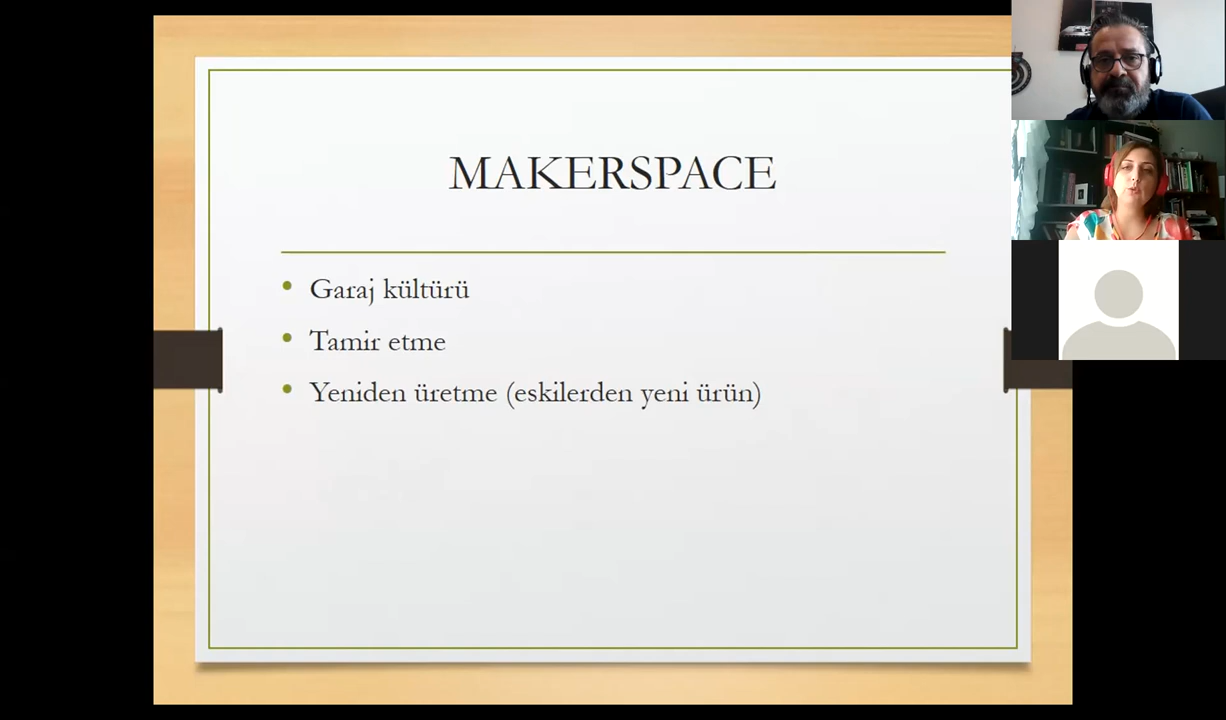 MAKERSPACE
• Garaj kültürü
• Tamir etme
• Yeniden üretme (eskilerden yeni ürün)